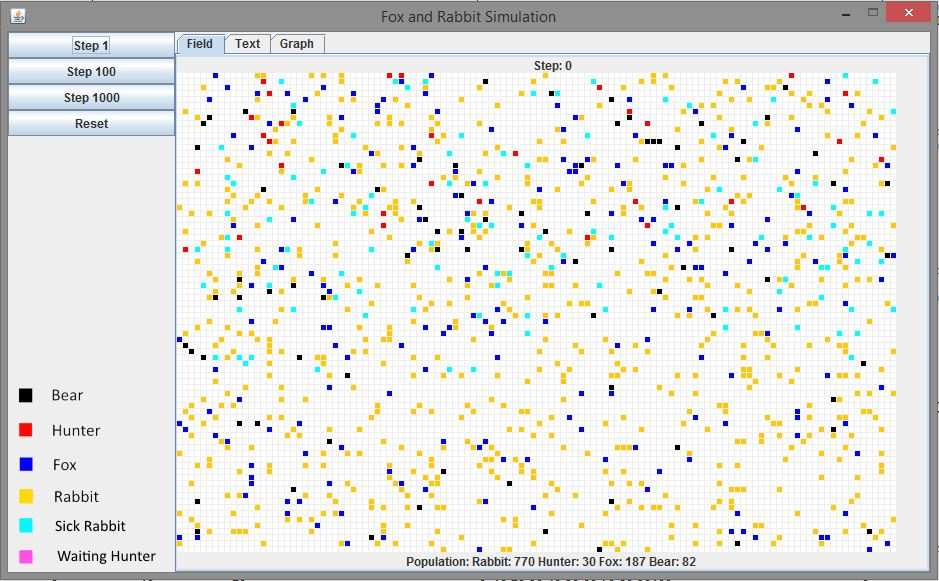 Fox and Rabbit Simulation
Step 1
Step 100
Step 1000
Reset
Field Text Graph
Step: 0
Bear
Hunter
Fox
Rabbit
Sick Rabbit
Waiting Hunter
Population: Rabbit: 770 Hunter: 30 Fox: 187 Bear: 82